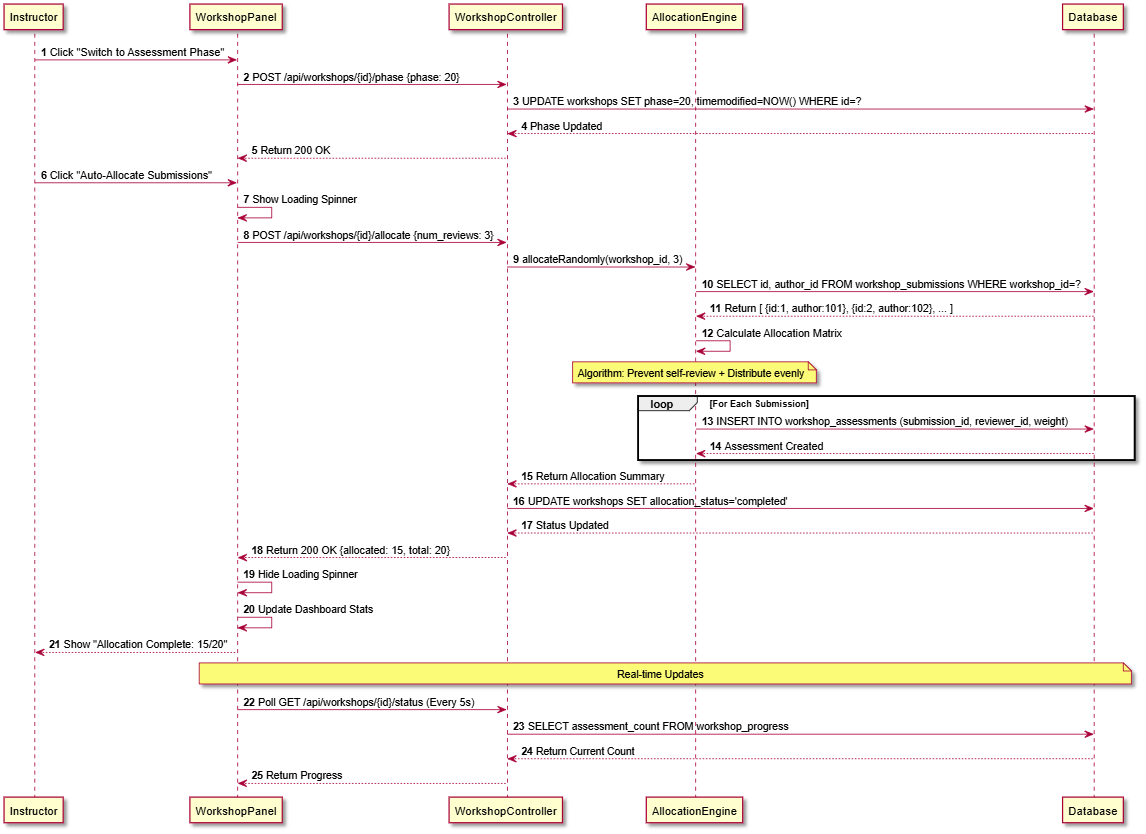 Instructor
WorkshopPanel
WorkshopController
AllocationEngine
Database
1 Click "Switch to Assessment Phase"
2 POST /api/workshops/{id}/phase {phase: 20}
3 UPDATE workshops SET phase=20, timemodified=NOW() WHERE id=?
4 Phase Updated
5 Return 200 OK
6 Click "Auto-Allocate Submissions"
7 Show Loading Spinner
8 POST /api/workshops/{id}/allocate {num_reviews: 3}
9 allocateRandomly(workshop_id, 3)
10 SELECT id, author_id FROM workshop_submissions WHERE workshop_id=?
11 Return [ {id:1, author:101}, {id:2, author:102}, ... ]
12 Calculate Allocation Matrix
Algorithm: Prevent self-review + Distribute evenly
loop [For Each Submission]
13 INSERT INTO workshop_assessments (submission_id, reviewer_id, weight)
14 Assessment Created
15 Return Allocation Summary
16 UPDATE workshops SET allocation_status='completed'
17 Status Updated
18 Return 200 OK {allocated: 15, total: 20}
19 Hide Loading Spinner
20 Update Dashboard Stats
21 Show "Allocation Complete: 15/20"
Real-time Updates
22 Poll GET /api/workshops/{id}/status (Every 5s)
23 SELECT assessment_count FROM workshop_progress
24 Return Current Count
25 Return Progress
Instructor
WorkshopPanel
WorkshopController
AllocationEngine
Database